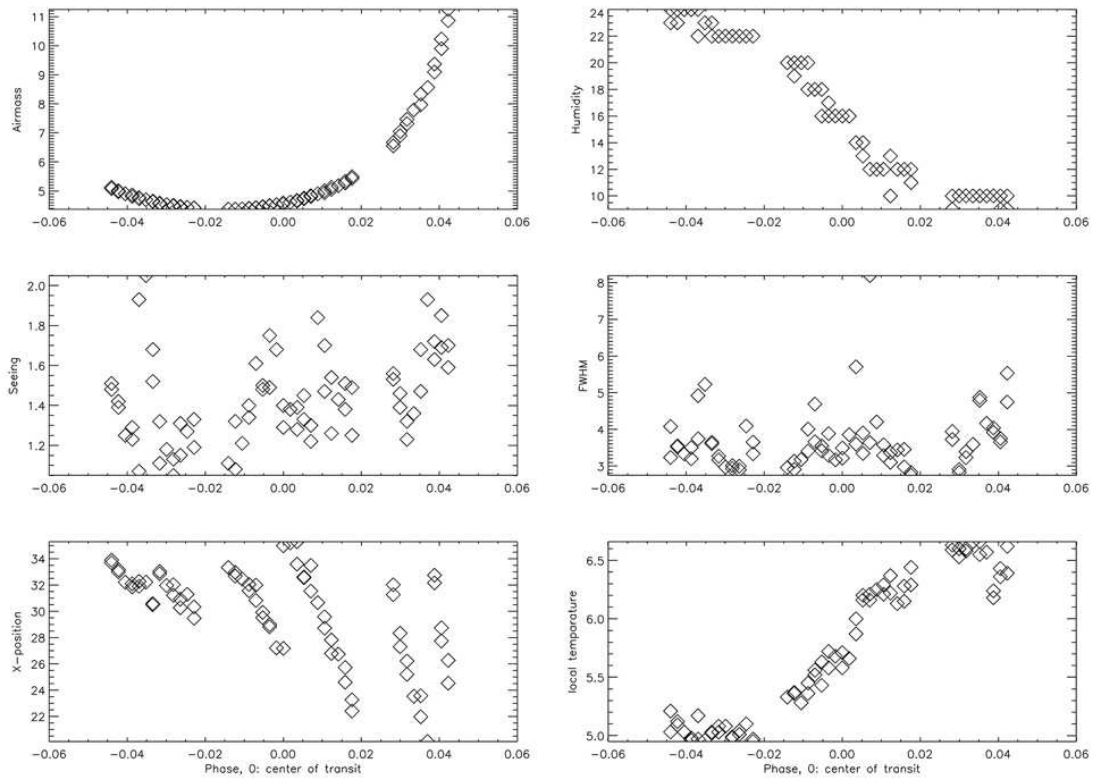 11
10
9
8
7
6
5
Airmass
−0.06 −0.04 −0.02 0.00 0.02 0.04 0.06
24
22
20
18
16
14
12
10
Humidity
−0.06 −0.04 −0.02 0.00 0.02 0.04 0.06
2.0
1.8
1.6
1.4
1.2
Seeing
−0.06 −0.04 −0.02 0.00 0.02 0.04 0.06
8
7
6
5
4
3
FWHM
−0.06 −0.04 −0.02 0.00 0.02 0.04 0.06
34
32
30
28
26
24
22
X−position
−0.06 −0.04 −0.02 0.00 0.02 0.04 0.06
Phase, 0: center of transit
6.5
6.0
5.5
5.0
local temparature
−0.06 −0.04 −0.02 0.00 0.02 0.04 0.06
Phase, 0: center of transit